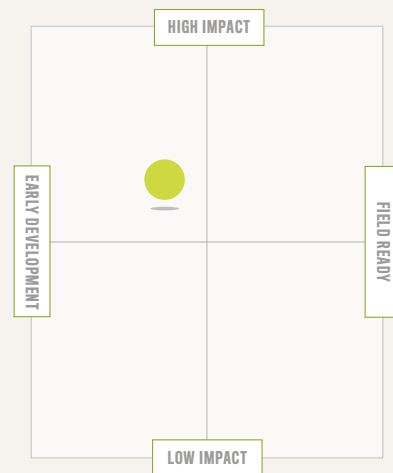 HIGH IMPACT
EARLY DEVELOPMENT
FIELD READY
LOW IMPACT